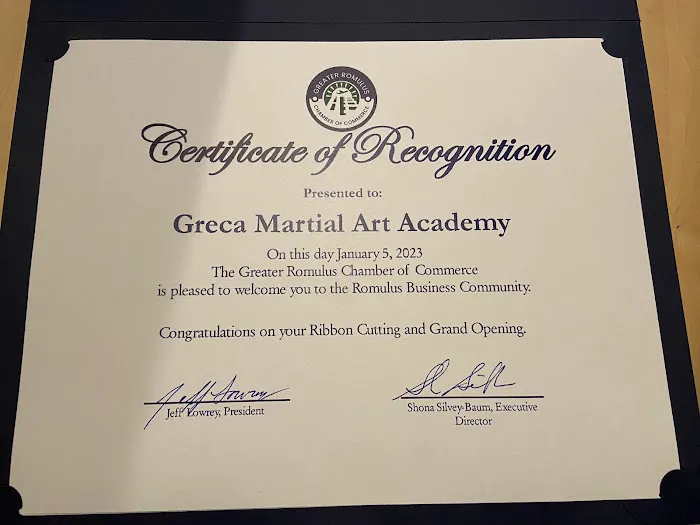 GREATER ROMULUS
CHAMBER OF COMMERCE
Certificate of Recognition
Presented to:
Greca Martial Art Academy
On this day January 5, 2023
The Greater Romulus Chamber of Commerce
is pleased to welcome you to the Romulus Business Community.
Congratulations on your Ribbon Cutting and Grand Opening.
Jeff Lowrey
Jeff Lowrey, President
Shona Silvey-Baum, Executive
Director